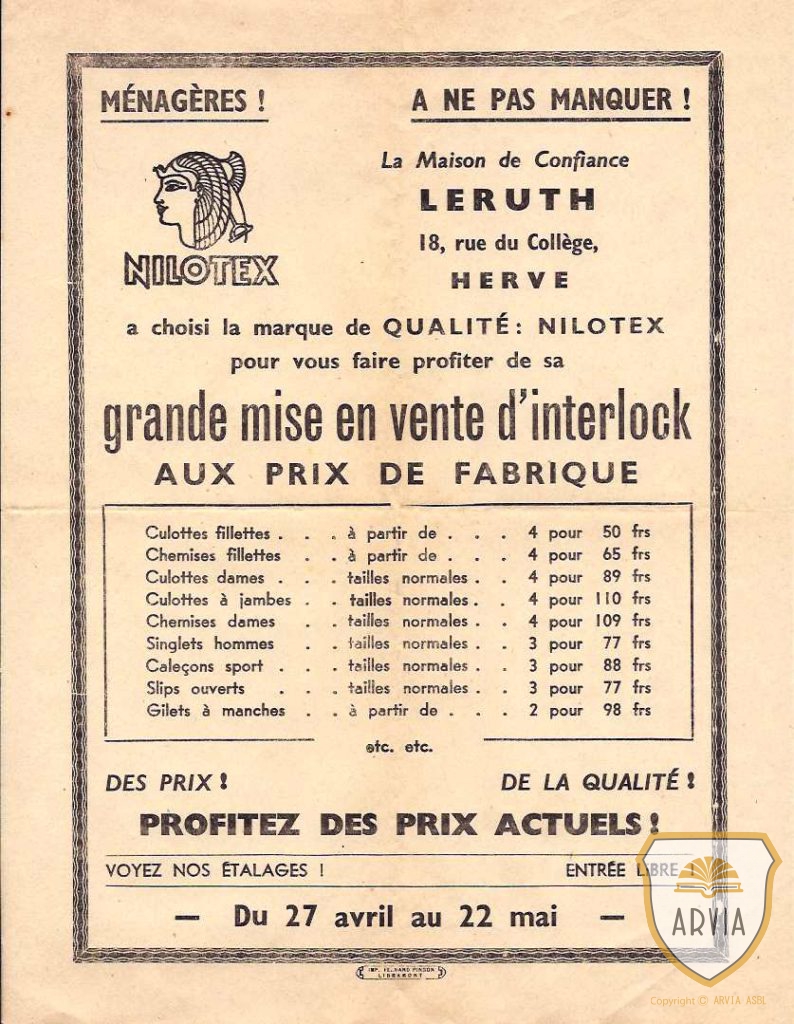 MÉNAGÈRES ! A NE PAS MANQUER !
La Maison de Confiance
LERUTH
18, rue du Collège,
HERVE
NILOTEX
a choisi la marque de QUALITÉ : NILOTEX
pour vous faire profiter de sa
grande mise en vente d'interlock
AUX PRIX DE FABRIQUE
Culottes fillettes . . . à partir de . . . 4 pour 50 frs
Chemises fillettes . . à partir de . . . 4 pour 65 frs
Culottes dames . . . tailles normales . . 4 pour 89 frs
Culottes à jambes . . tailles normales . . 4 pour 110 frs
Chemises dames . . tailles normales . . 4 pour 109 frs
Singlets hommes . . tailles normales . . 3 pour 77 frs
Caleçons sport . . . tailles normales . . 3 pour 88 frs
Slips ouverts . . . tailles normales . . 3 pour 77 frs
Gilets à manches . . à partir de . . . 2 pour 98 frs
etc. etc.
DES PRIX ! DE LA QUALITÉ !
PROFITEZ DES PRIX ACTUELS !
VOYEZ NOS ÉTALAGES ! ENTRÉE LIBRE !
— Du 27 avril au 22 mai —
ARVIA
IMP. FERNAND PINSON
LIBRAMONT
Copyright © ARVIA ASBL